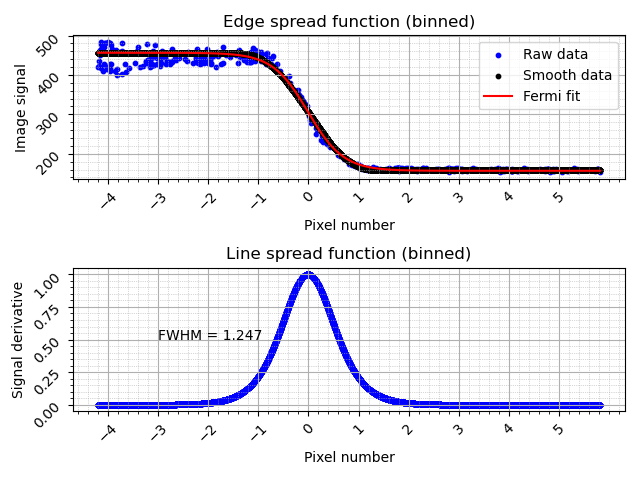 Edge spread function (binned)
500
400
300
200
Image signal
Raw data
Smooth data
Fermi fit
−4
−3
−2
−1
0
1
2
3
4
5
Pixel number
Line spread function (binned)
1.00
0.75
0.50
0.25
0.00
Signal derivative
FWHM = 1.247
−4
−3
−2
−1
0
1
2
3
4
5
Pixel number